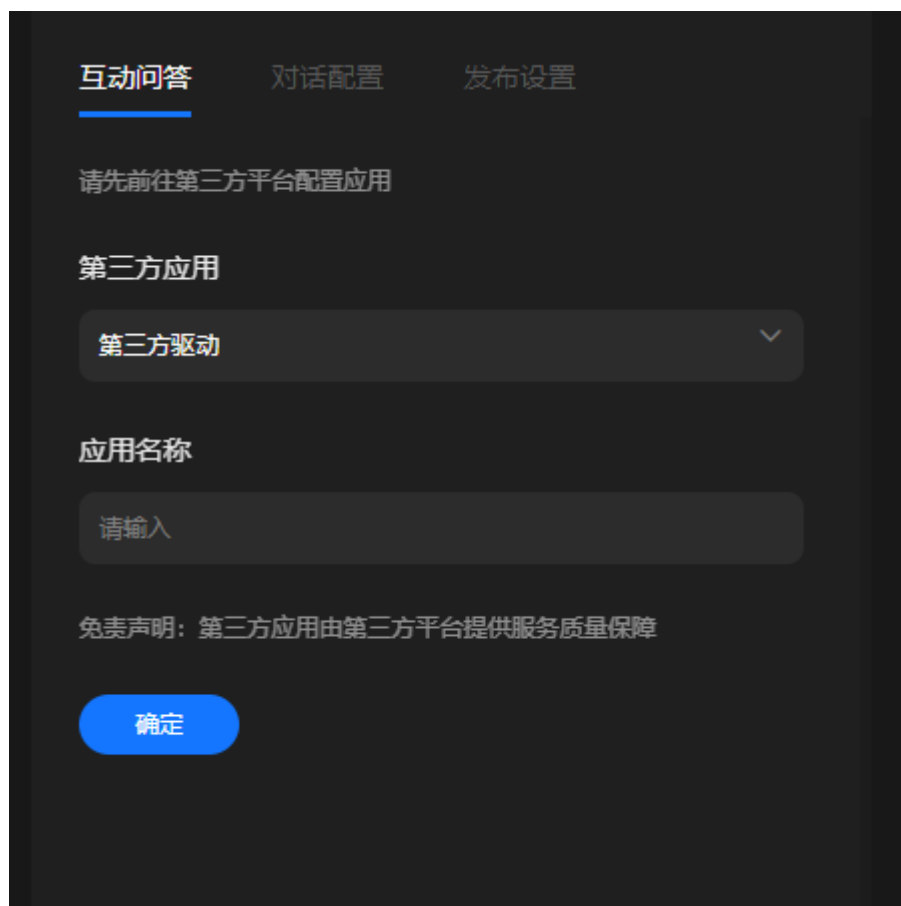 互动问答 对话配置 发布设置
请先前往第三方平台配置应用
第三方应用
第三方驱动
应用名称
请输入
免责声明：第三方应用由第三方平台提供服务质量保障
确定